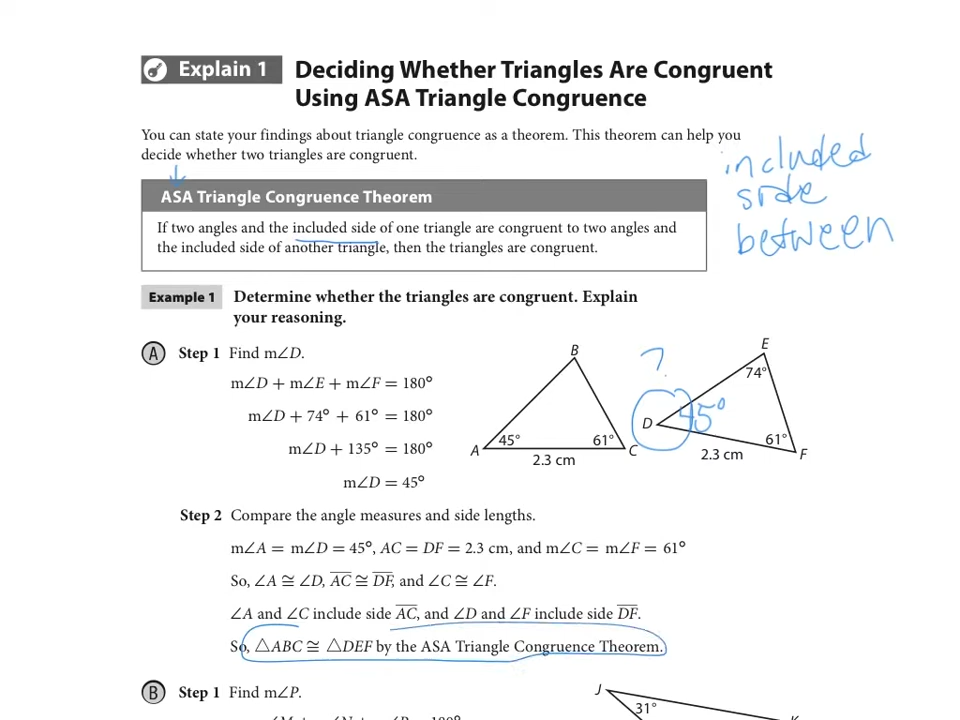 Explain 1 Deciding Whether Triangles Are Congruent
Using ASA Triangle Congruence
You can state your findings about triangle congruence as a theorem. This theorem can help you
decide whether two triangles are congruent.
included
side
between
ASA Triangle Congruence Theorem
If two angles and the included side of one triangle are congruent to two angles and
the included side of another triangle, then the triangles are congruent.
Example 1 Determine whether the triangles are congruent. Explain
your reasoning.
A Step 1 Find m∠D.
m∠D + m∠E + m∠F = 180°
m∠D + 74° + 61° = 180°
m∠D + 135° = 180°
m∠D = 45°
B
45°
61°
A
C
2.3 cm
?
E
74°
D
45°
61°
F
2.3 cm
Step 2 Compare the angle measures and side lengths.
m∠A = m∠D = 45°, AC = DF = 2.3 cm, and m∠C = m∠F = 61°
So, ∠A ≅ ∠D, A̅C̅ ≅ D̅F̅, and ∠C ≅ ∠F.
∠A and ∠C include side A̅C̅, and ∠D and ∠F include side D̅F̅.
So, △ABC ≅ △DEF by the ASA Triangle Congruence Theorem.
B Step 1 Find m∠P.
J
31°